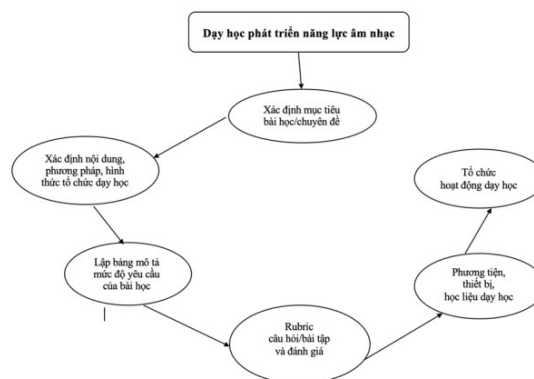 Dạy học phát triển năng lực âm nhạc
Xác định mục tiêu
bài học/chuyên đề
Xác định nội dung,
phương pháp, hình
thức tổ chức dạy học
Lập bảng mô tả
mức độ yêu cầu
của bài học
Rubric
câu hỏi/bài tập
và đánh giá
Phương tiện,
thiết bị,
học liệu dạy học
Tổ chức
hoạt động dạy học